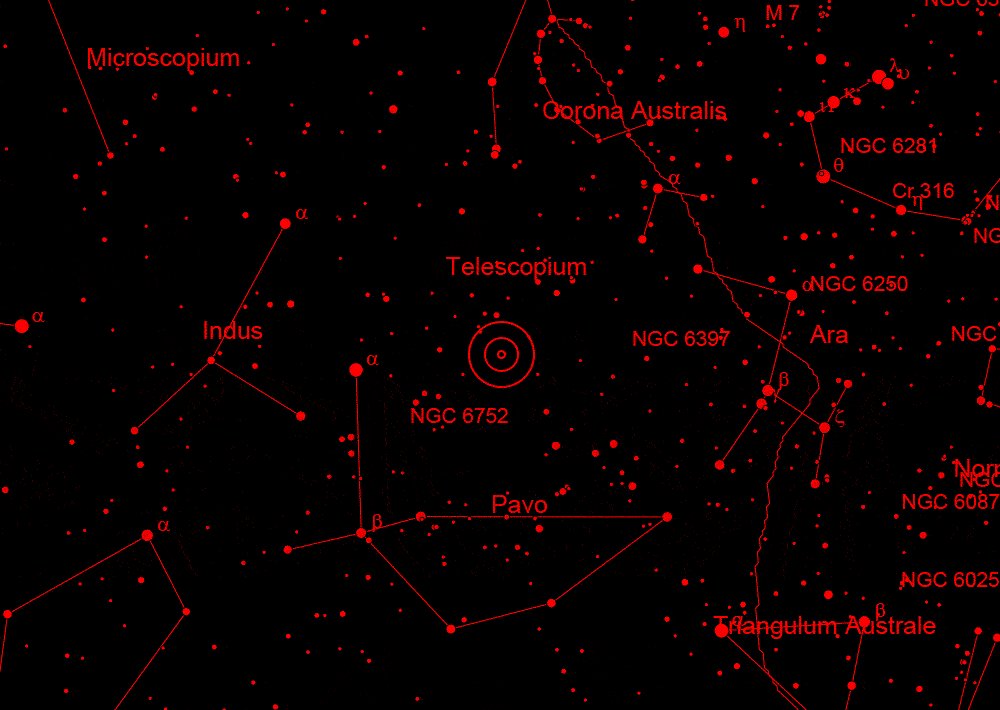 η
M 7
Microscopium
λ
υ
κ
Corona Australis
μ
NGC 6281
θ
α
Cr 316
η
α
Telescopium
α
NGC 6250
α
Indus
NGC 6397
Ara
NGC
α
β
NGC 6752
ζ
Pavo
NGC 6087
α
β
NGC 6025
β
Triangulum Australe
α